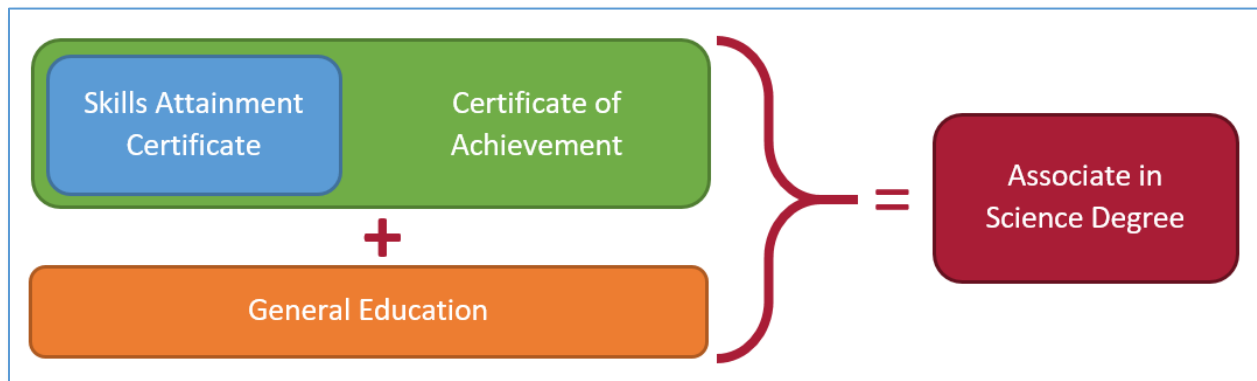 Skills Attainment
Certificate
Certificate of
Achievement
+
General Education
=
Associate in
Science Degree